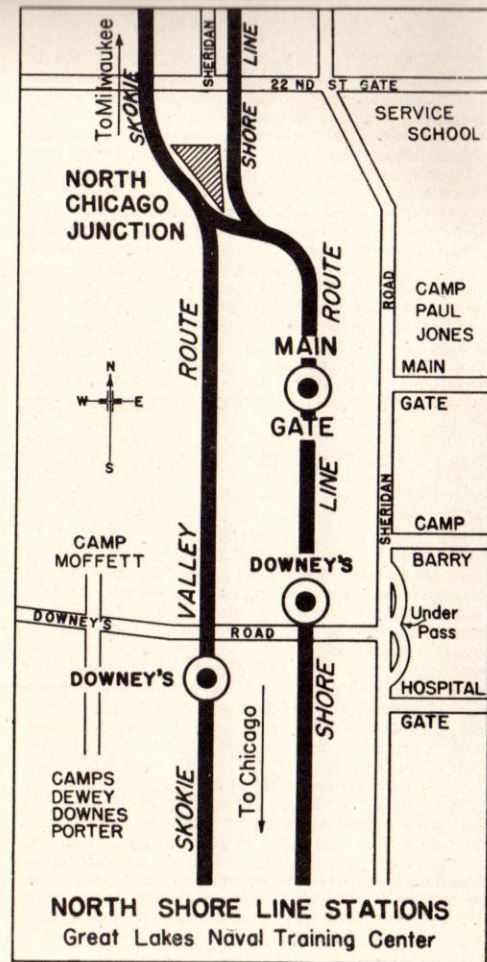 To Milwaukee
SKOKIE
SHERIDAN
LINE
SHORE
22 ND ST GATE
SERVICE
SCHOOL
NORTH
CHICAGO
JUNCTION
ROUTE
ROUTE
ROAD
CAMP
PAUL
JONES
MAIN
GATE
MAIN
GATE
N
W E
S
LINE
SHERIDAN
CAMP
BARRY
CAMP
MOFFETT
VALLEY
DOWNEY'S
DOWNEY'S
ROAD
Under
Pass
DOWNEY'S
SHORE
HOSPITAL
GATE
To Chicago
SKOKIE
CAMPS
DEWEY
DOWNES
PORTER
NORTH SHORE LINE STATIONS
Great Lakes Naval Training Center